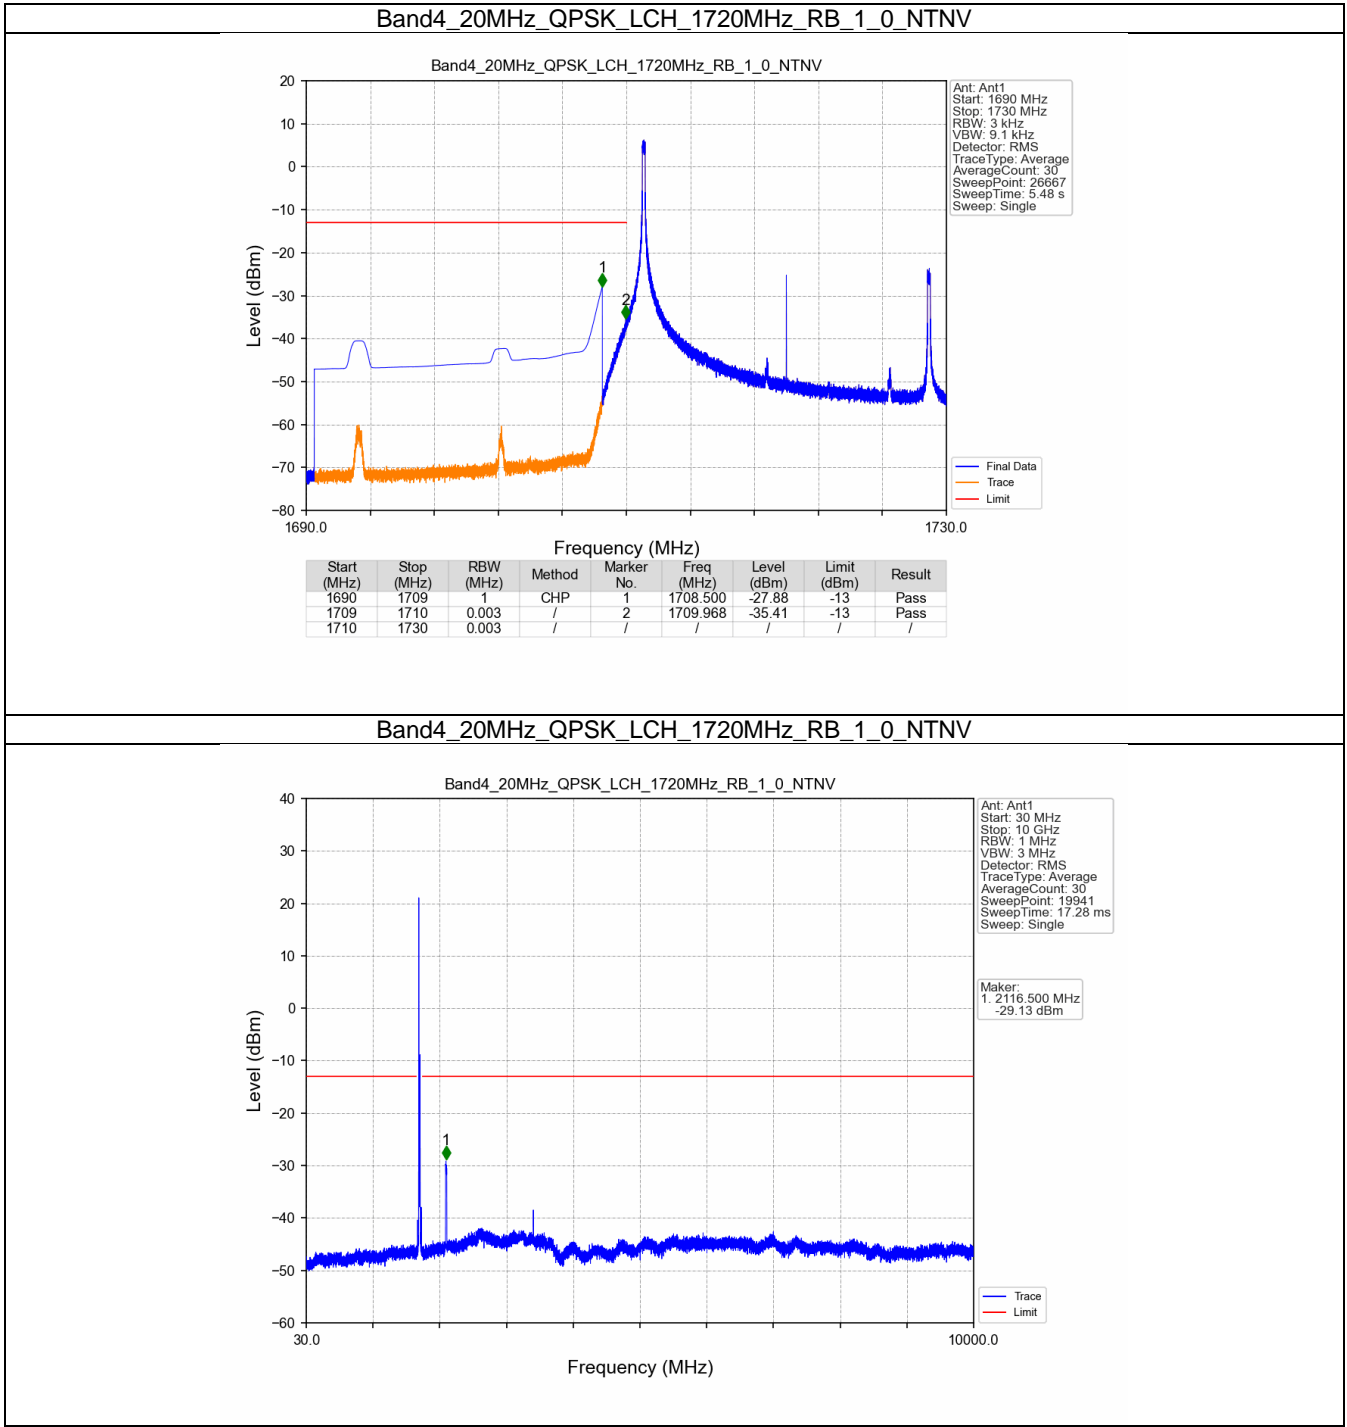 Band4_20MHz_QPSK_LCH_1720MHz_RB_1_0_NTNV
Band4_20MHz_QPSK_LCH_1720MHz_RB_1_0_NTNV
20
10
0
−10
−20
−30
−40
−50
−60
−70
−80
Level (dBm)
1690.0
1730.0
Frequency (MHz)
1
2
Ant: Ant1
Start: 1690 MHz
Stop: 1730 MHz
RBW: 3 kHz
VBW: 9.1 kHz
Detector: RMS
TraceType: Average
AverageCount: 30
SweepPoint: 26667
SweepTime: 5.48 s
Sweep: Single
Final Data
Trace
Limit
Start (MHz) Stop (MHz) RBW (MHz) Method Marker No. Freq (MHz) Level (dBm) Limit (dBm) Result
1690 1709 1 CHP 1 1708.500 -27.88 -13 Pass
1709 1710 0.003 / 2 1709.968 -35.41 -13 Pass
1710 1730 0.003 / / / / / /
Band4_20MHz_QPSK_LCH_1720MHz_RB_1_0_NTNV
Band4_20MHz_QPSK_LCH_1720MHz_RB_1_0_NTNV
40
30
20
10
0
−10
−20
−30
−40
−50
−60
Level (dBm)
30.0
10000.0
Frequency (MHz)
1
Ant: Ant1
Start: 30 MHz
Stop: 10 GHz
RBW: 1 MHz
VBW: 3 MHz
Detector: RMS
TraceType: Average
AverageCount: 30
SweepPoint: 19941
SweepTime: 17.28 ms
Sweep: Single
Maker:
1. 2116.500 MHz
-29.13 dBm
Trace
Limit